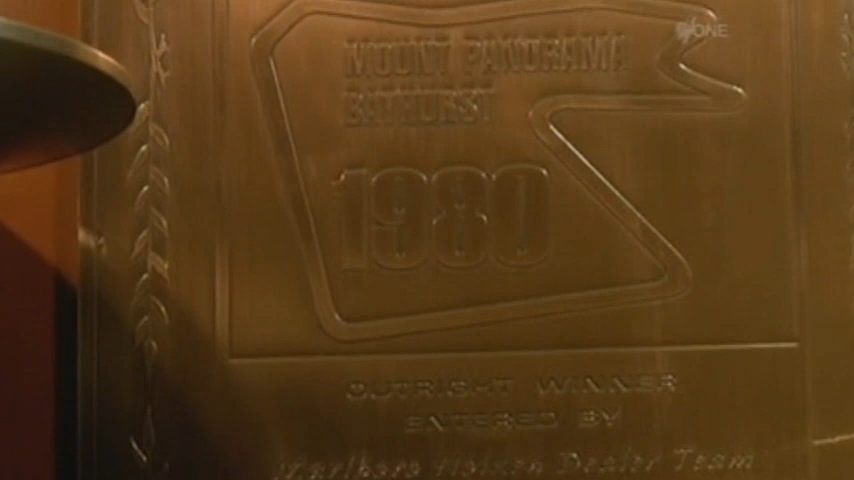 ONE
MOUNT PANORAMA
BATHURST
1980
OUTRIGHT WINNER
ENTERED BY
Marlboro Holden Dealer Team